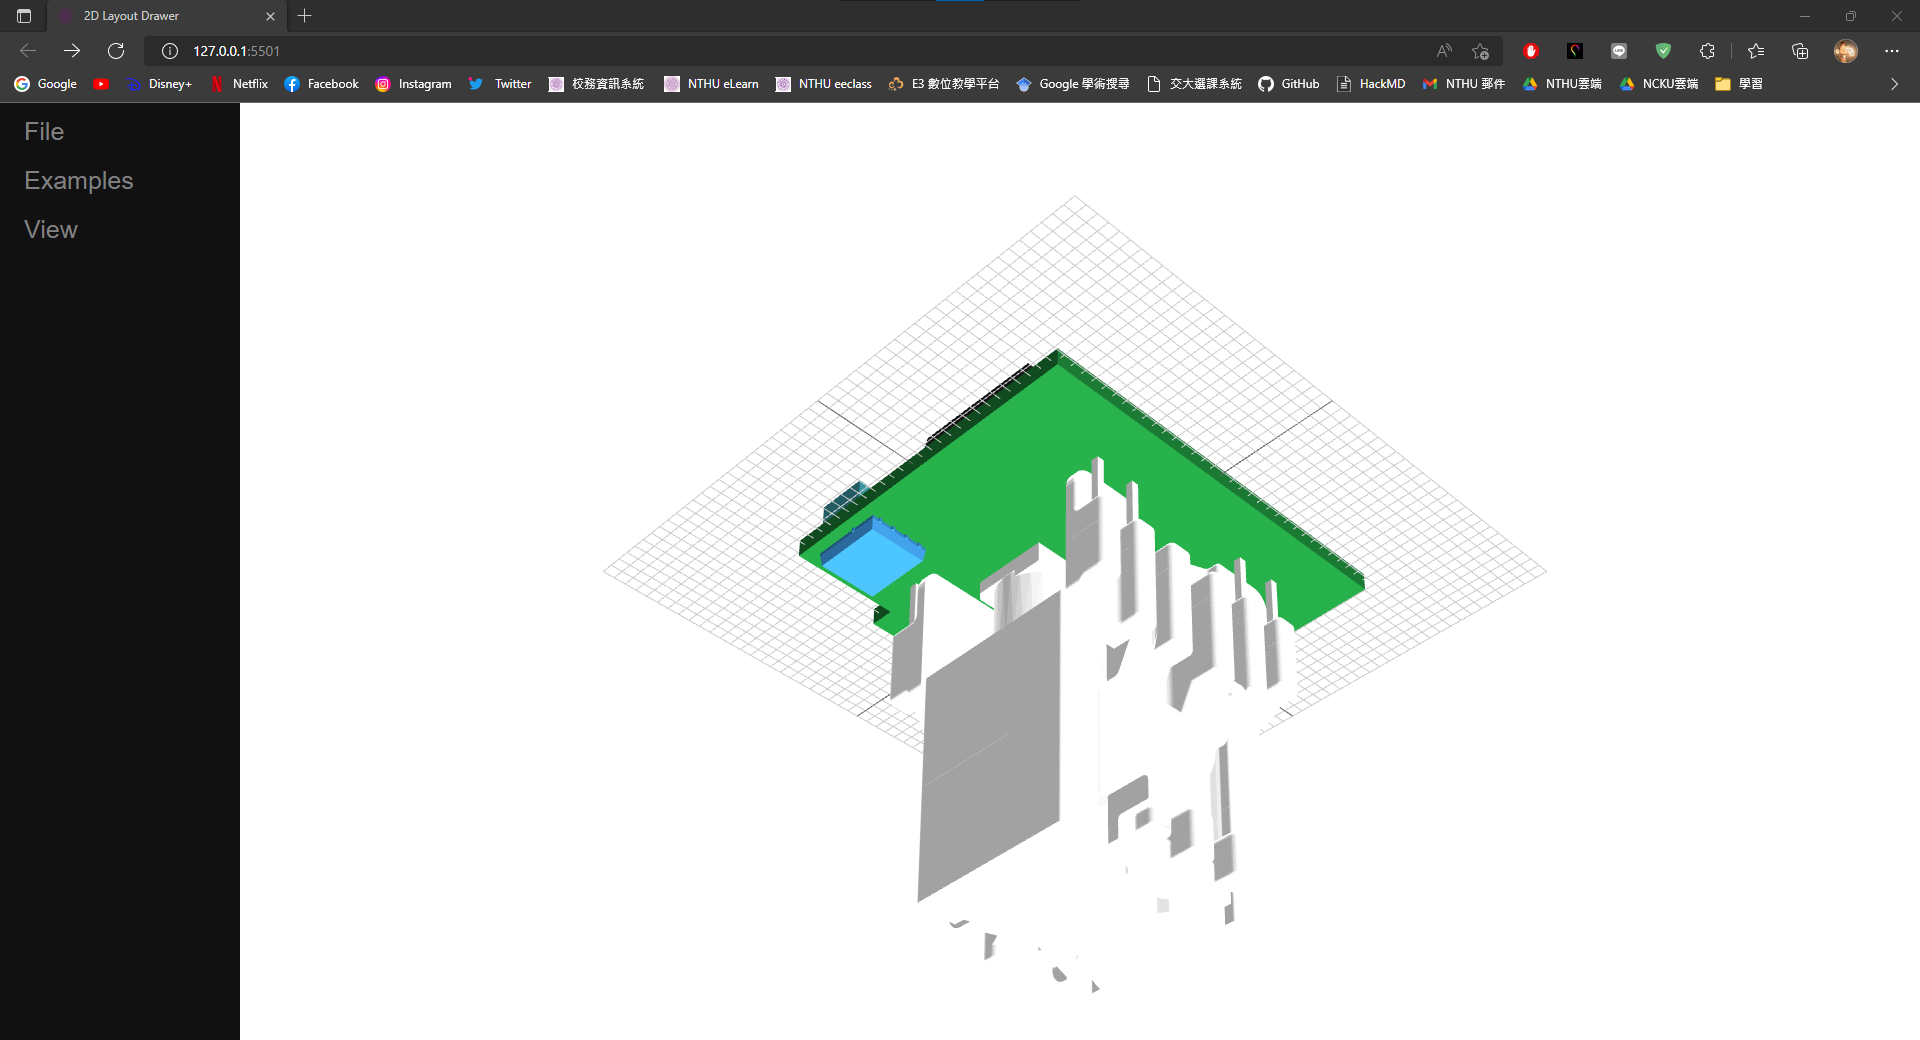 2D Layout Drawer
127.0.0.1:5501
Google Disney+ Netflix Facebook Instagram Twitter 校務資訊系統 NTHU eLearn NTHU eeclass E3 數位教學平台 Google 學術搜尋 交大選課系統 GitHub HackMD NTHU 郵件 NTHU雲端 NCKU雲端 學習
File
Examples
View